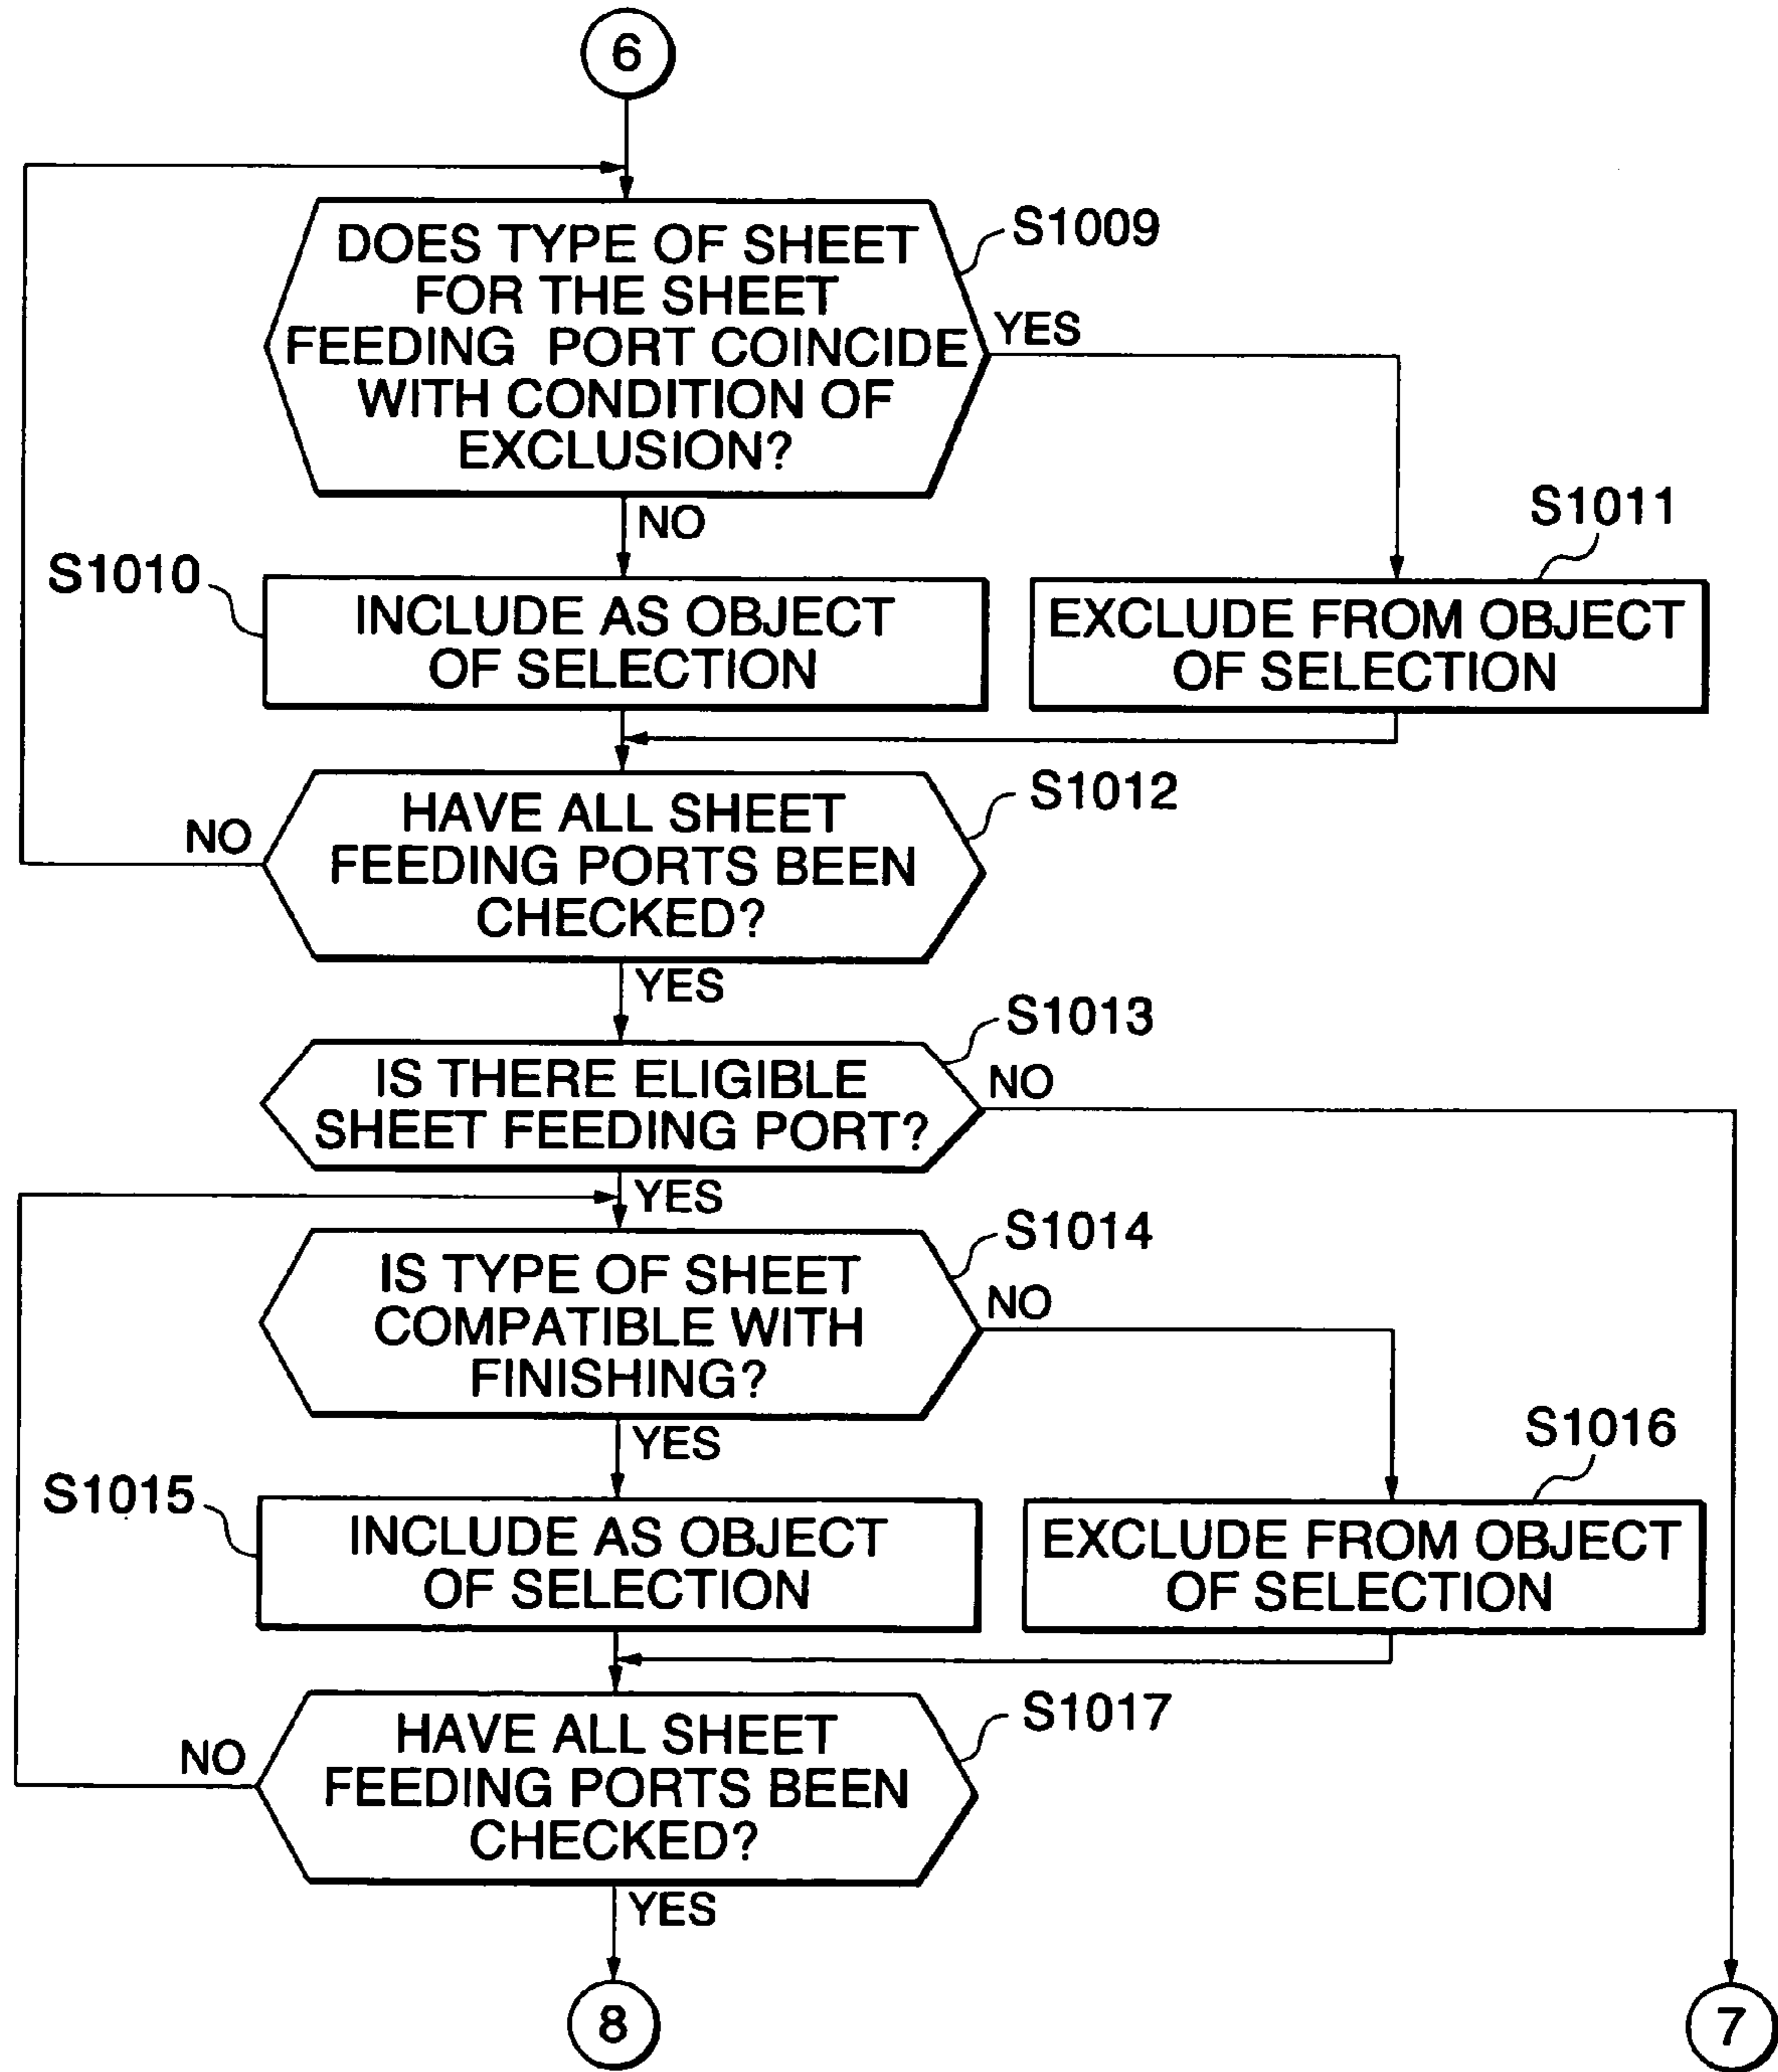 6
DOES TYPE OF SHEET
FOR THE SHEET
FEEDING PORT COINCIDE
WITH CONDITION OF
EXCLUSION?
S1009
YES
NO
S1010
INCLUDE AS OBJECT
OF SELECTION
S1011
EXCLUDE FROM OBJECT
OF SELECTION
HAVE ALL SHEET
FEEDING PORTS BEEN
CHECKED?
S1012
NO
YES
IS THERE ELIGIBLE
SHEET FEEDING PORT?
S1013
NO
YES
IS TYPE OF SHEET
COMPATIBLE WITH
FINISHING?
S1014
NO
YES
S1015
INCLUDE AS OBJECT
OF SELECTION
S1016
EXCLUDE FROM OBJECT
OF SELECTION
HAVE ALL SHEET
FEEDING PORTS BEEN
CHECKED?
S1017
NO
YES
8
7